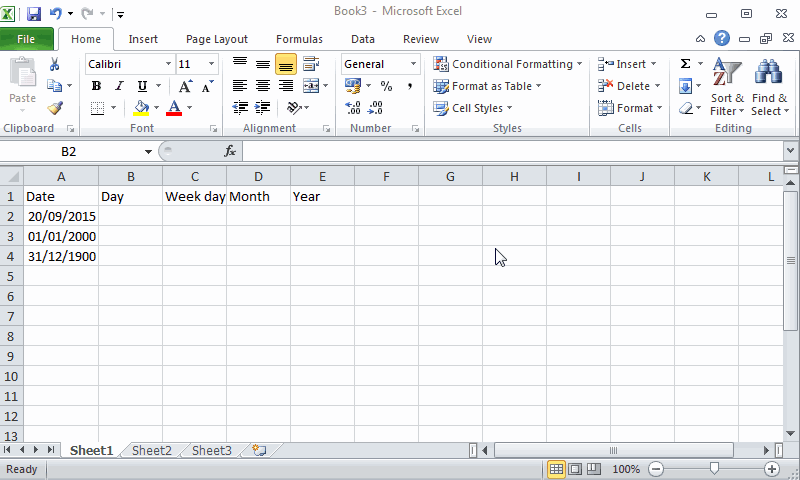 Book3 - Microsoft Excel
File Home Insert Page Layout Formulas Data Review View
Paste
Clipboard
Calibri 11
B I U A A
A
Font
Alignment
General
% ,
Number
Conditional Formatting
Format as Table
Cell Styles
Styles
Insert
Delete
Format
Cells
Σ
Sort & Filter
Find & Select
Editing
B2 fx
A B C D E F G H I J K L
1 Date Day Week day Month Year
2 20/09/2015
3 01/01/2000
4 31/12/1900
5
6
7
8
9
10
11
12
13
Sheet1 Sheet2 Sheet3
Ready 100%